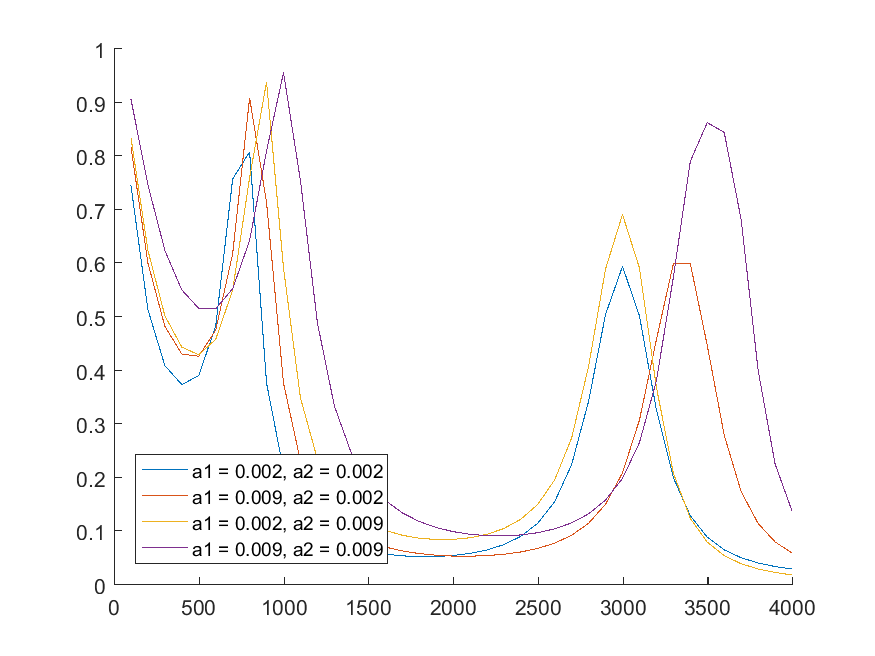 1
0.9
0.8
0.7
0.6
0.5
0.4
0.3
0.2
0.1
0
a1 = 0.002, a2 = 0.002
a1 = 0.009, a2 = 0.002
a1 = 0.002, a2 = 0.009
a1 = 0.009, a2 = 0.009
0 500 1000 1500 2000 2500 3000 3500 4000